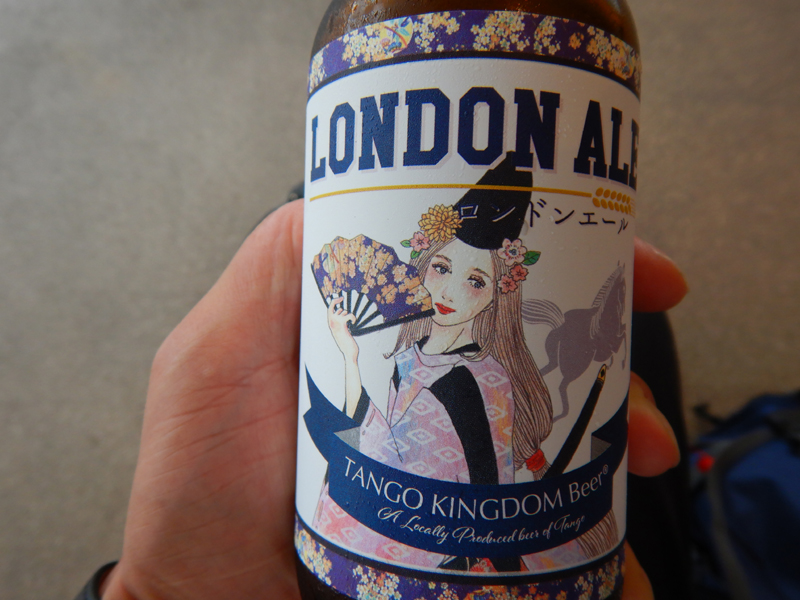 LONDON ALE
ロンドンエール
TANGO KINGDOM Beer®
A Locally Produced beer of Tango